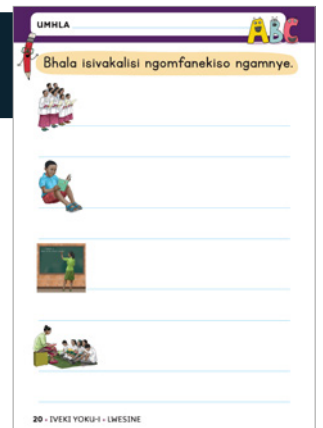 UMHLA
ABC
Bhala isivakalisi ngomfanekiso ngamnye.
20 • IVEKI YOKU-1 • LWESINE